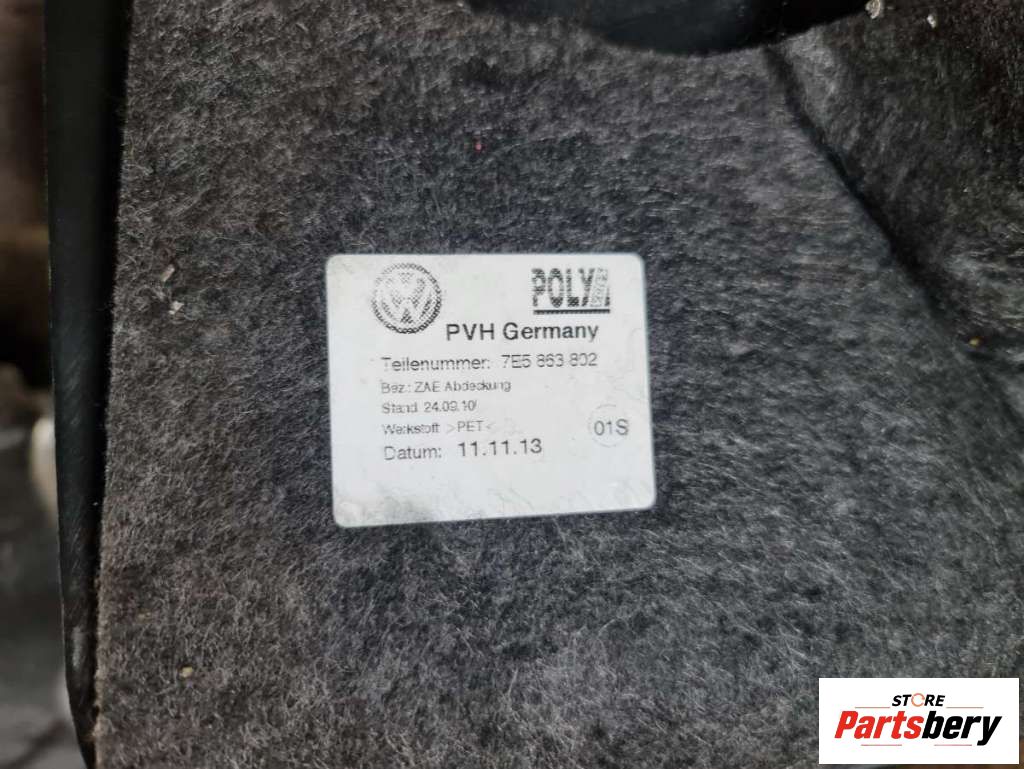 VW POLY
PVH Germany
Teilenummer: 7E5 863 802
Bez.: ZAE Abdeckung
Stand 24.09.10
Werkstoff >PET<
01S
Datum: 11.11.13
STORE
Partsbery